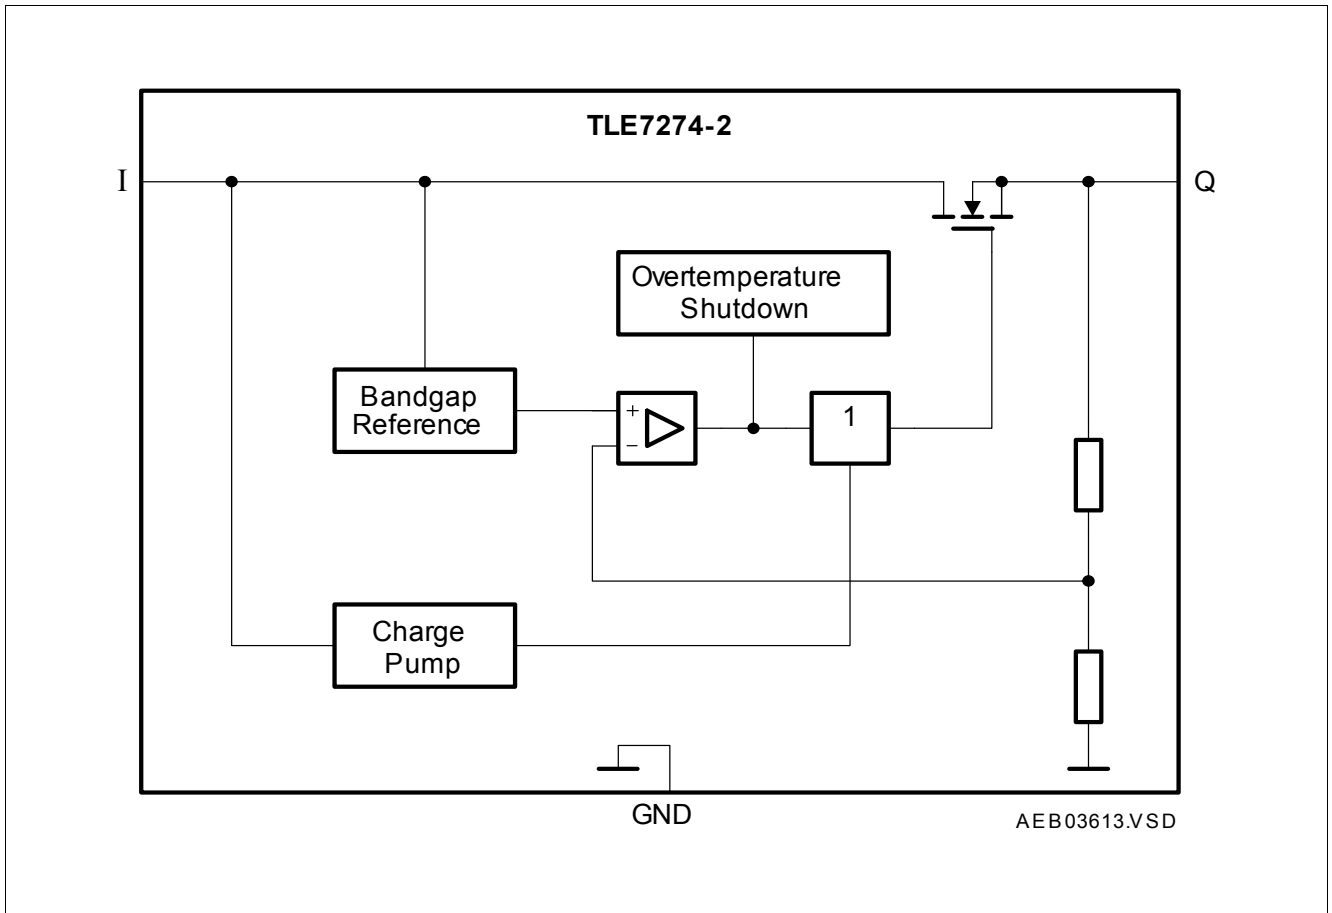 TLE7274-2
I
Q
Overtemperature
Shutdown
Bandgap
Reference
+
−
1
Charge
Pump
GND
AEB03613.VSD